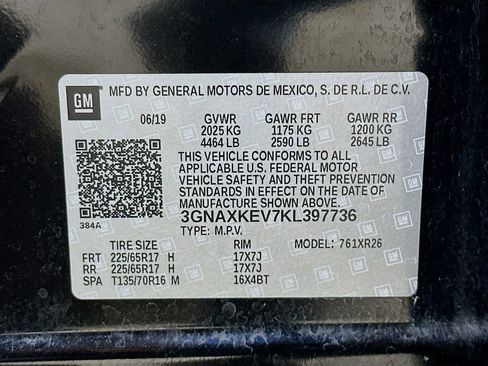 GM MFD BY GENERAL MOTORS DE MEXICO, S. DE R.L. DE C.V.
06/19 GVWR GAWR FRT GAWR RR
2025 KG 1175 KG 1200 KG
4464 LB 2590 LB 2645 LB
THIS VEHICLE CONFORMS TO ALL
APPLICABLE U.S. FEDERAL MOTOR
VEHICLE SAFETY AND THEFT PREVENTION
STANDARDS IN EFFECT ON THE DATE OF
MANUFACTURE SHOWN ABOVE.
3GNAXKEV7KL397736
384A TYPE: M.P.V.
TIRE SIZE RIM MODEL: 761XR26
FRT 225/65R17 H 17X7J
RR 225/65R17 H 17X7J
SPA T135/70R16 M 16X4BT